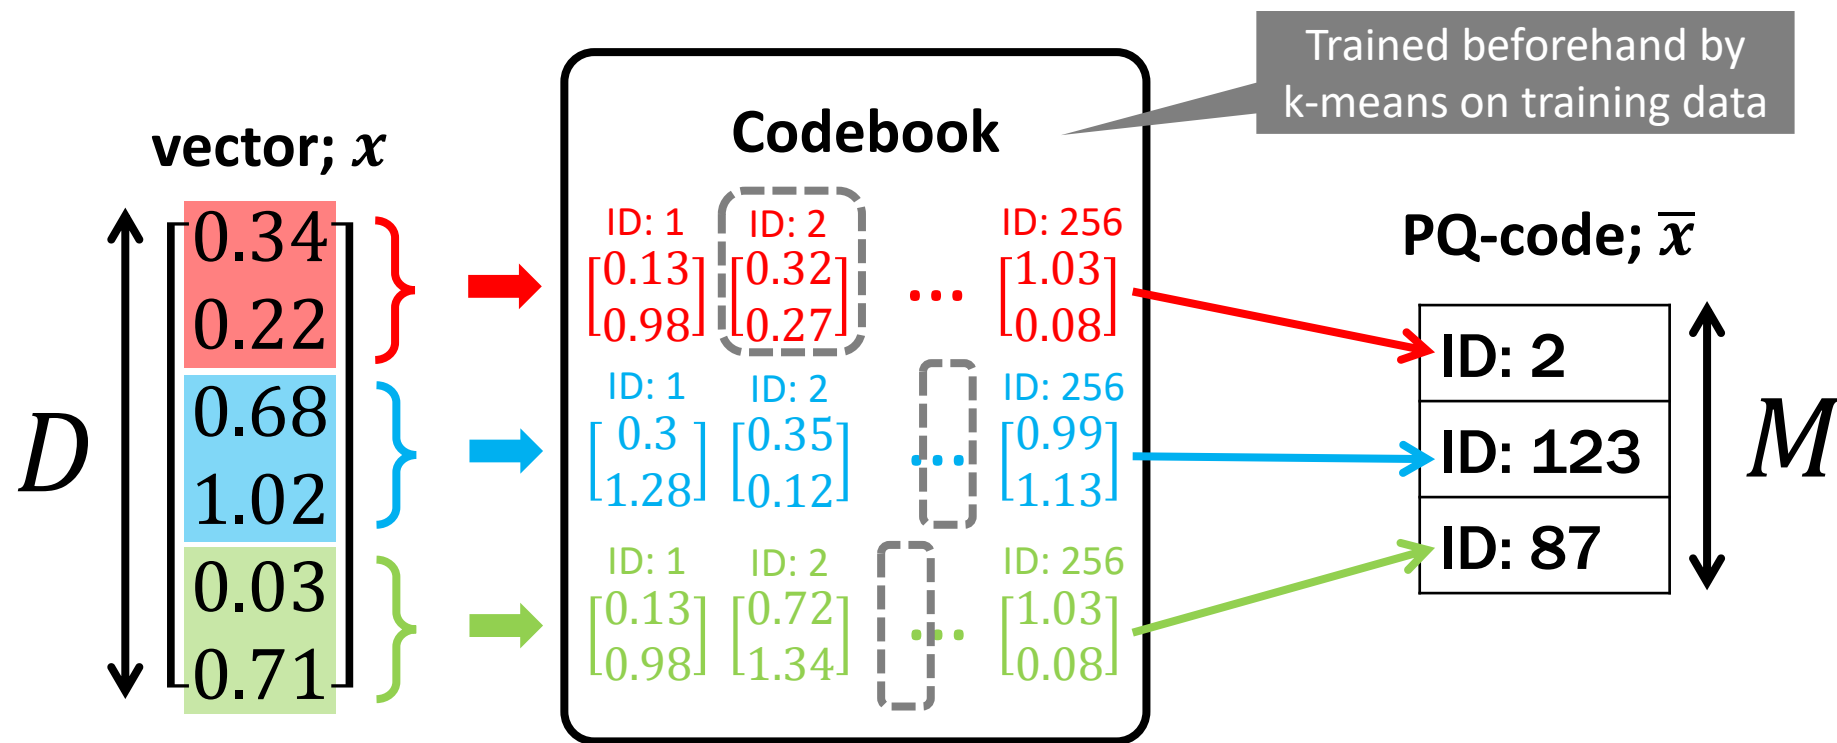 Trained beforehand by
k-means on training data
vector; x
Codebook
PQ-code; x̅
D
0.34
0.22
0.68
1.02
0.03
0.71
ID: 1 ID: 2 ID: 256
0.13 0.32 ... 1.03
0.98 0.27 0.08
ID: 1 ID: 2 ID: 256
0.3 0.35 ... 0.99
1.28 0.12 1.13
ID: 1 ID: 2 ID: 256
0.13 0.72 ... 1.03
0.98 1.34 0.08
ID: 2
ID: 123
ID: 87
M